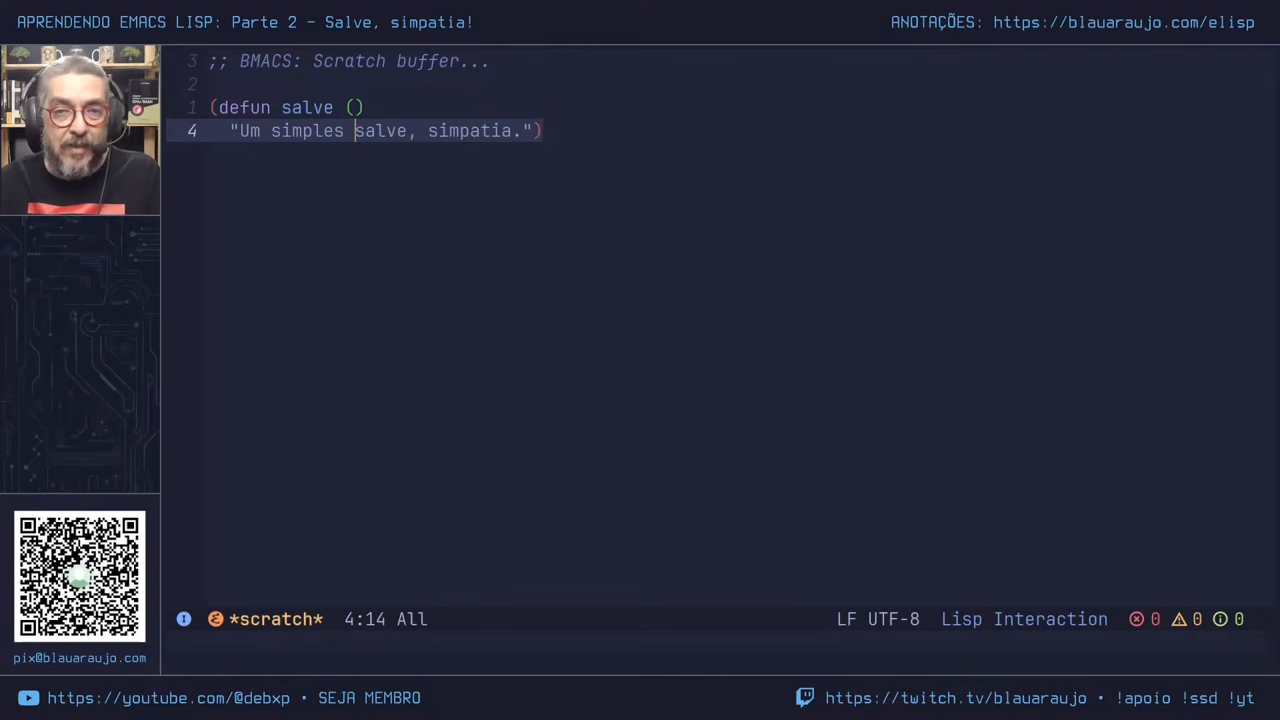 APRENDENDO EMACS LISP: Parte 2 - Salve, simpatia!
ANOTAÇÕES: https://blauaraujo.com/elisp
3 ;; BMACS: Scratch buffer...
2
1 (defun salve ()
4 "Um simples salve, simpatia.")
I *scratch* 4:14 All
LF UTF-8 Lisp Interaction 0 0 0
pix@blauaraujo.com
https://youtube.com/@debxp • SEJA MEMBRO
https://twitch.tv/blauaraujo • !apoio !ssd !yt